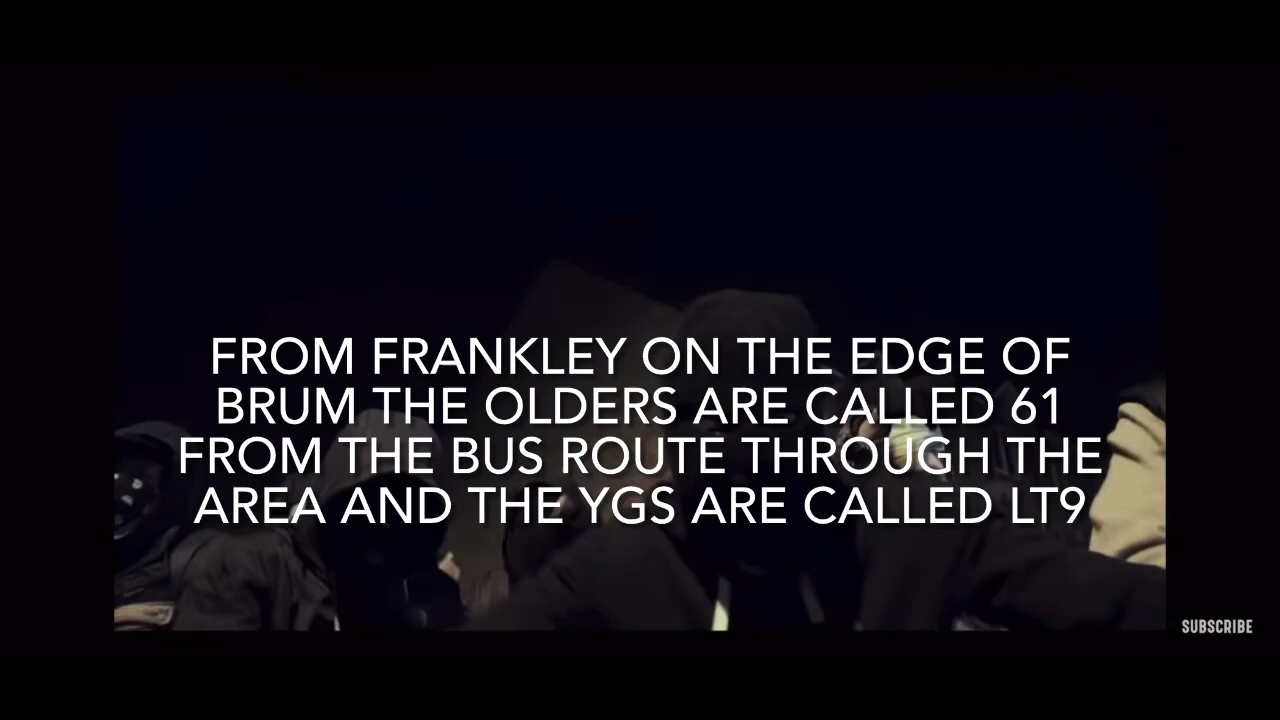 FROM FRANKLEY ON THE EDGE OF
BRUM THE OLDERS ARE CALLED 61
FROM THE BUS ROUTE THROUGH THE
AREA AND THE YGS ARE CALLED LT9
SUBSCRIBE